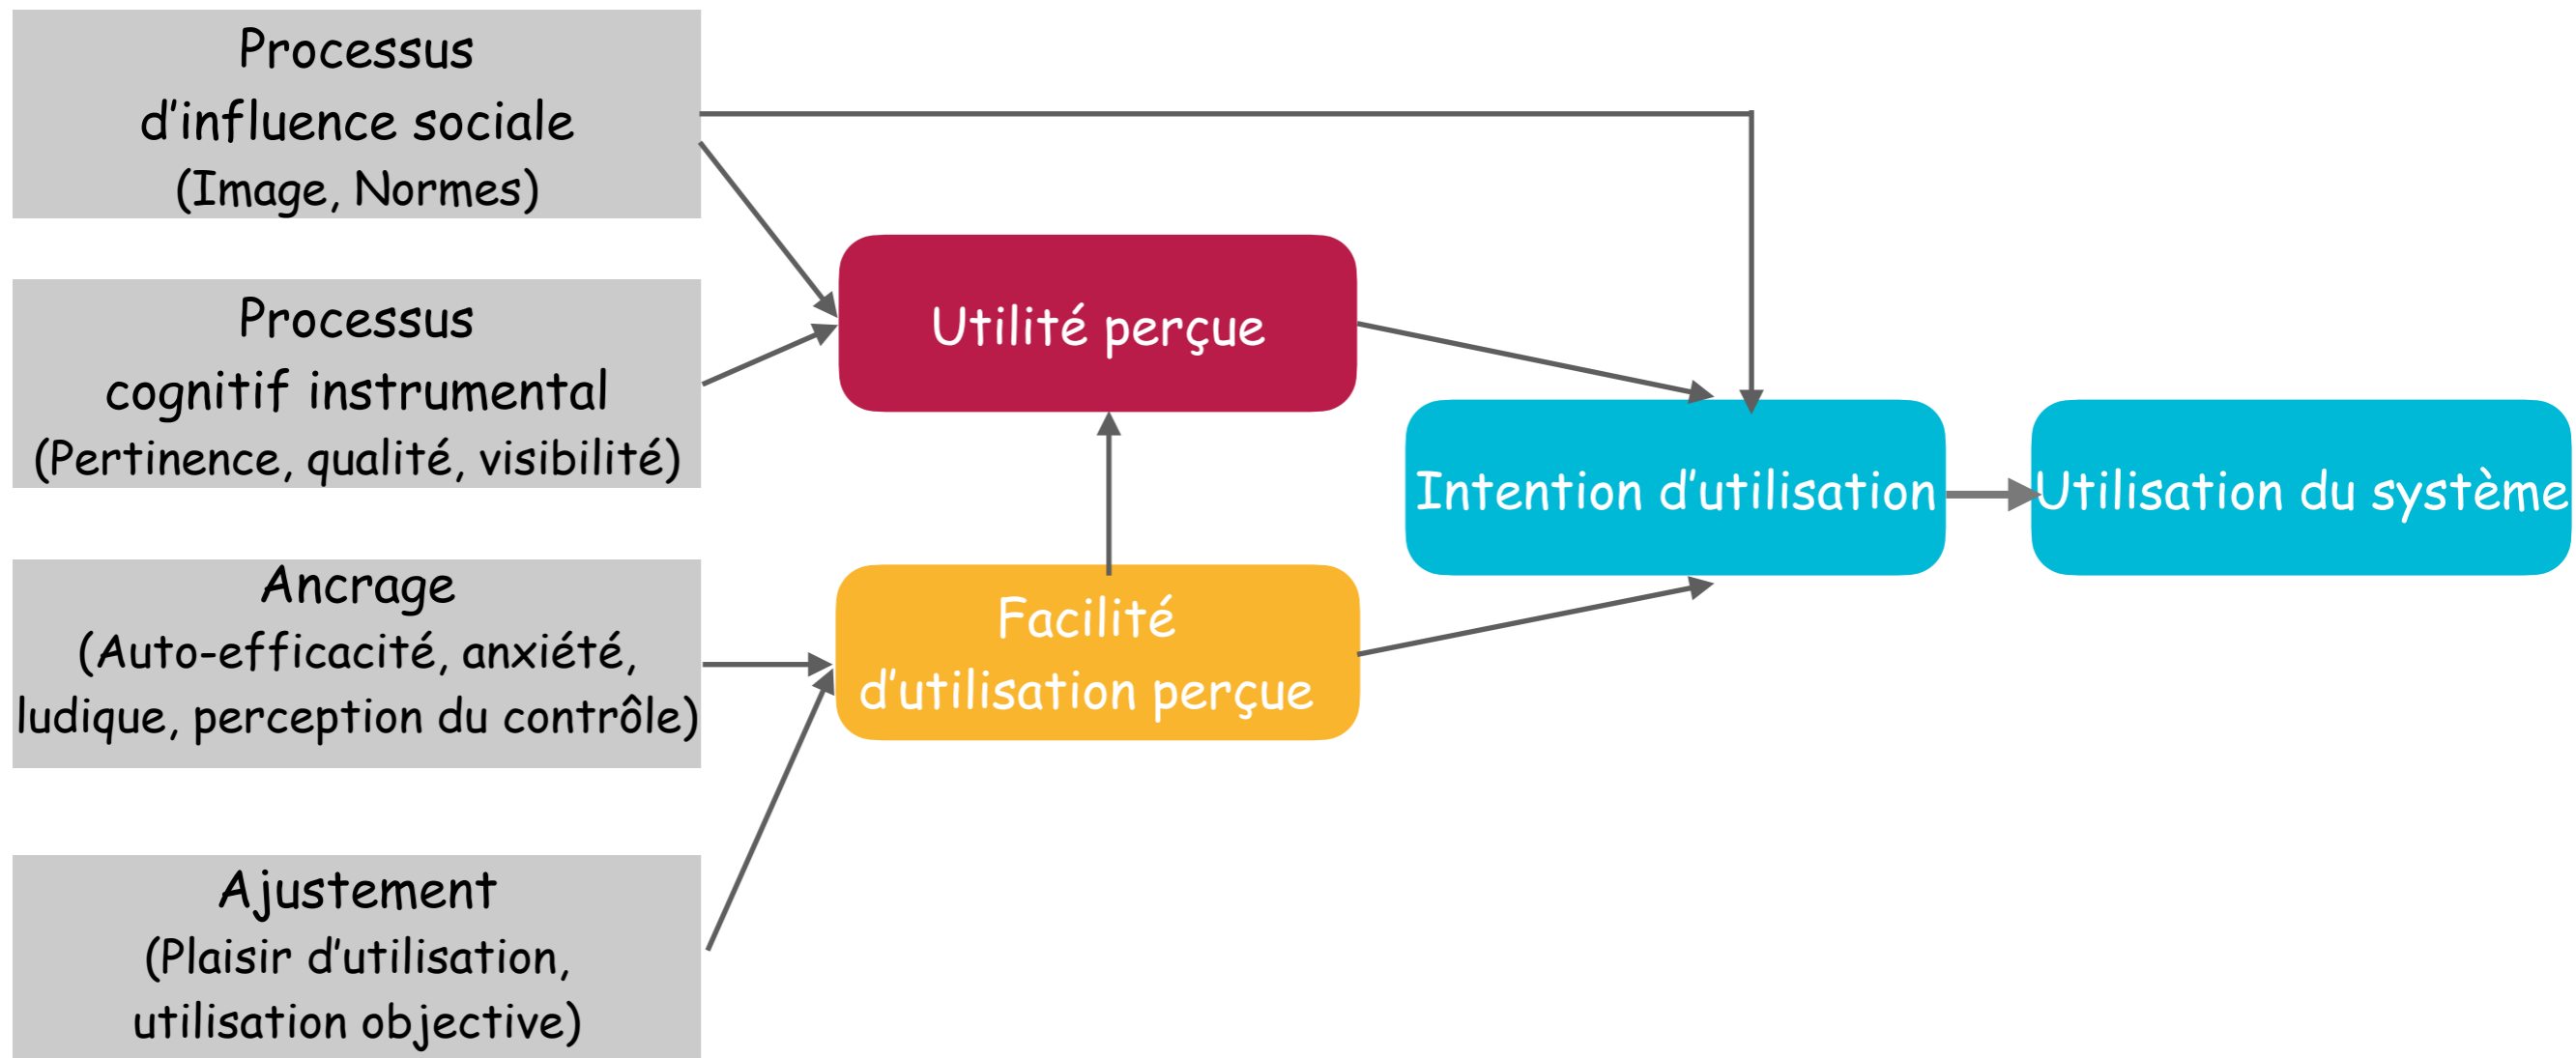 Processus
d'influence sociale
(Image, Normes)
Processus
cognitif instrumental
(Pertinence, qualité, visibilité)
Ancrage
(Auto-efficacité, anxiété,
ludique, perception du contrôle)
Ajustement
(Plaisir d'utilisation,
utilisation objective)
Utilité perçue
Facilité
d'utilisation perçue
Intention d'utilisation
Utilisation du système